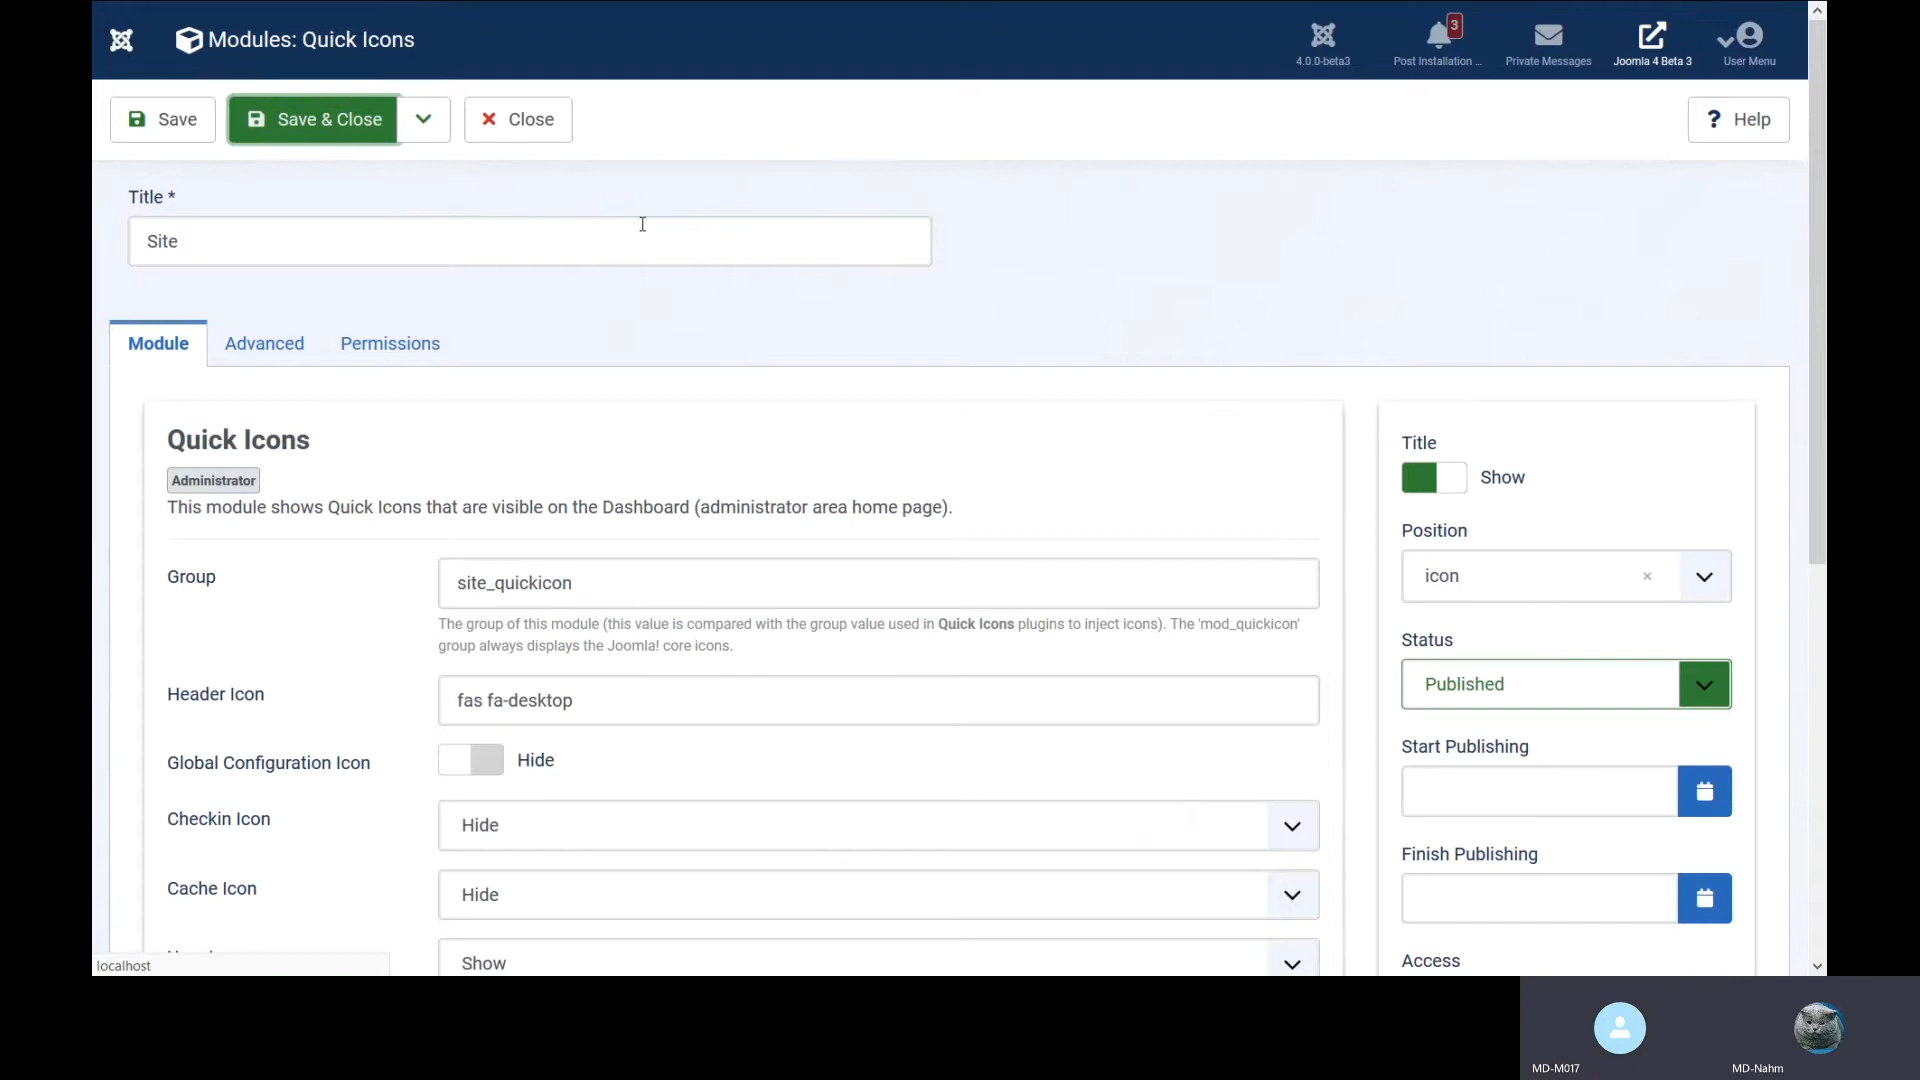 Modules: Quick Icons
4.0.0-beta3
3
Post Installation ...
Private Messages
Joomla 4 Beta 3
User Menu
Save
Save & Close
Close
? Help
Title *
Site
Module
Advanced
Permissions
Quick Icons
Administrator
This module shows Quick Icons that are visible on the Dashboard (administrator area home page).
Group
site_quickicon
The group of this module (this value is compared with the group value used in Quick Icons plugins to inject icons). The 'mod_quickicon'
group always displays the Joomla! core icons.
Header Icon
fas fa-desktop
Global Configuration Icon
Hide
Checkin Icon
Hide
Cache Icon
Hide
Show
Title
Show
Position
icon
Status
Published
Start Publishing
Finish Publishing
Access
localhost
MD-M017
MD-Nahm